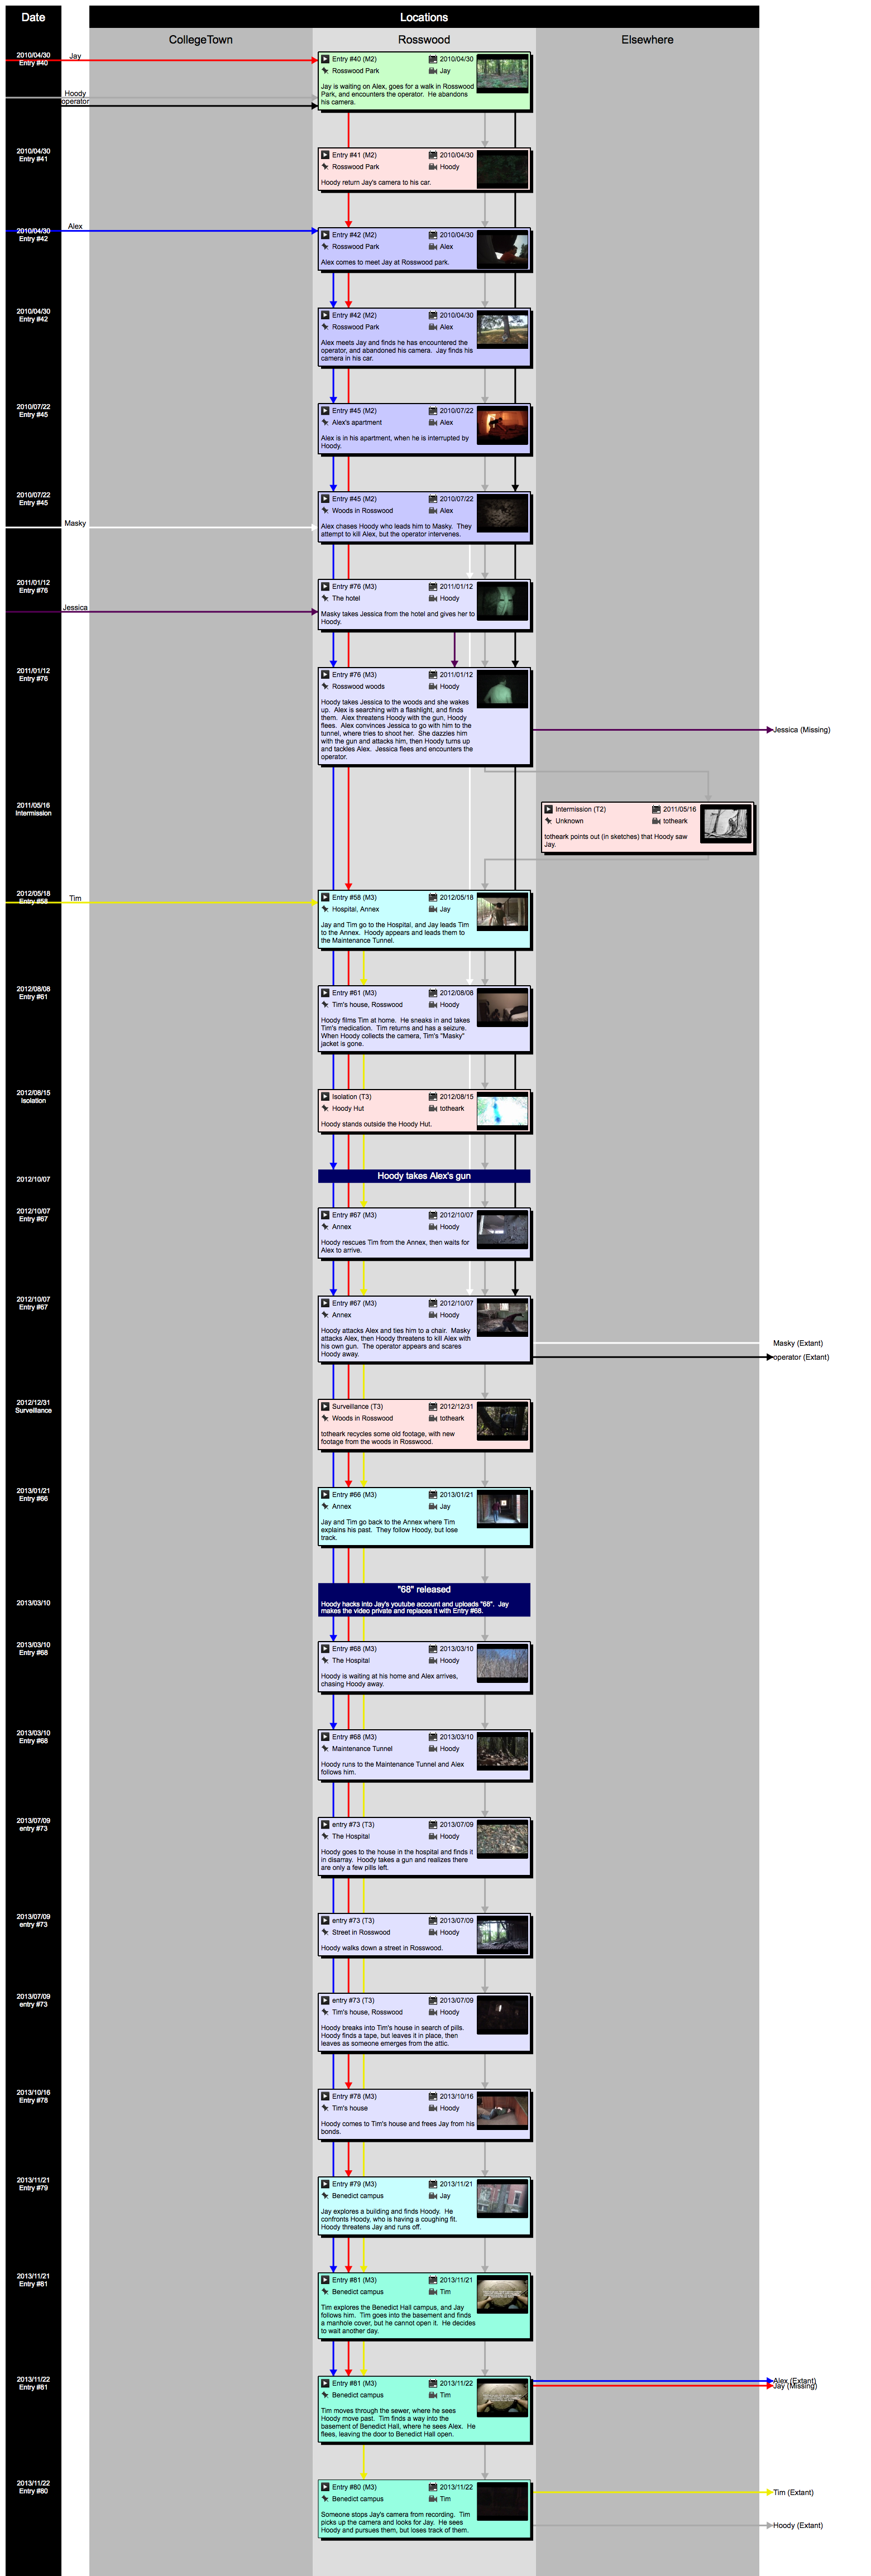 Date
Locations
CollegeTown
Rosswood
Elsewhere
2010/04/30
Entry #40
Jay
Hoody
operator
Entry #40 (M2) 2010/04/30
Rosswood Park Jay
Jay is waiting on Alex, goes for a walk in Rosswood
Park, and encounters the operator. He abandons
his camera.
2010/04/30
Entry #41
Entry #41 (M2) 2010/04/30
Rosswood Park Hoody
Hoody return Jay's camera to his car.
2010/04/30
Entry #42
Alex
Entry #42 (M2) 2010/04/30
Rosswood Park Alex
Alex comes to meet Jay at Rosswood park.
2010/04/30
Entry #42
Entry #42 (M2) 2010/04/30
Rosswood Park Alex
Alex meets Jay and finds he has encountered the
operator, and abandoned his camera. Jay finds his
camera in his car.
2010/07/22
Entry #45
Entry #45 (M2) 2010/07/22
Alex's apartment Alex
Alex is in his apartment, when he is interrupted by
Hoody.
2010/07/22
Entry #45
Masky
Entry #45 (M2) 2010/07/22
Woods in Rosswood Alex
Alex chases Hoody who leads him to Masky. They
attempt to kill Alex, but the operator intervenes.
2011/01/12
Entry #76
Jessica
Entry #76 (M3) 2011/01/12
The hotel Hoody
Masky takes Jessica from the hotel and gives her to
Hoody.
2011/01/12
Entry #76
Entry #76 (M3) 2011/01/12
Rosswood woods Hoody
Hoody takes Jessica to the woods and she wakes
up. Alex is searching with a flashlight, and finds
them. Alex threatens Hoody with the gun, Hoody
flees. Alex convinces Jessica to go with him to the
tunnel, where tries to shoot her. She dazzles him
with the gun and attacks him, then Hoody turns up
and tackles Alex. Jessica flees and encounters the
operator.
Jessica (Missing)
2011/05/16
Intermission
Intermission (T2) 2011/05/16
Unknown totheark
totheark points out (in sketches) that Hoody saw
Jay.
2012/05/18
Entry #58
Tim
Entry #58 (M3) 2012/05/18
Hospital, Annex Jay
Jay and Tim go to the Hospital, and Jay leads Tim
to the Annex. Hoody appears and leads them to
the Maintenance Tunnel.
2012/08/08
Entry #61
Entry #61 (M3) 2012/08/08
Tim's house, Rosswood Hoody
Hoody films Tim at home. He sneaks in and takes
Tim's medication. Tim returns and has a seizure.
When Hoody collects the camera, Tim's "Masky"
jacket is gone.
2012/08/15
Isolation
Isolation (T3) 2012/08/15
Hoody Hut totheark
Hoody stands outside the Hoody Hut.
2012/10/07
Hoody takes Alex's gun
2012/10/07
Entry #67
Entry #67 (M3) 2012/10/07
Annex Hoody
Hoody rescues Tim from the Annex, then waits for
Alex to arrive.
2012/10/07
Entry #67
Entry #67 (M3) 2012/10/07
Annex Hoody
Hoody attacks Alex and ties him to a chair. Masky
attacks Alex, then Hoody threatens to kill Alex with
his own gun. The operator appears and scares
Hoody away.
Masky (Extant)
operator (Extant)
2012/12/31
Surveillance
Surveillance (T3) 2012/12/31
Woods in Rosswood totheark
totheark recycles some old footage, with new
footage from the woods in Rosswood.
2013/01/21
Entry #66
Entry #66 (M3) 2013/01/21
Annex Jay
Jay and Tim go back to the Annex where Tim
explains his past. They follow Hoody, but lose
track.
2013/03/10
"68" released
Hoody hacks into Jay's youtube account and uploads "68". Jay
makes the video private and replaces it with Entry #68.
2013/03/10
Entry #68
Entry #68 (M3) 2013/03/10
The Hospital Hoody
Hoody is waiting at his home and Alex arrives,
chasing Hoody away.
2013/03/10
Entry #68
Entry #68 (M3) 2013/03/10
Maintenance Tunnel Hoody
Hoody runs to the Maintenance Tunnel and Alex
follows him.
2013/07/09
entry #73
entry #73 (T3) 2013/07/09
The Hospital Hoody
Hoody goes to the house in the hospital and finds it
in disarray. Hoody takes a gun and realizes there
are only a few pills left.
2013/07/09
entry #73
entry #73 (T3) 2013/07/09
Street in Rosswood Hoody
Hoody walks down a street in Rosswood.
2013/07/09
entry #73
entry #73 (T3) 2013/07/09
Tim's house, Rosswood Hoody
Hoody breaks into Tim's house in search of pills.
Hoody finds a tape, but leaves it in place, then
leaves as someone emerges from the attic.
2013/10/16
Entry #78
Entry #78 (M3) 2013/10/16
Tim's house Hoody
Hoody comes to Tim's house and frees Jay from his
bonds.
2013/11/21
Entry #79
Entry #79 (M3) 2013/11/21
Benedict campus Jay
Jay explores a building and finds Hoody. He
confronts Hoody, who is having a coughing fit.
Hoody threatens Jay and runs off.
2013/11/21
Entry #81
Entry #81 (M3) 2013/11/21
Benedict campus Tim
Tim explores the Benedict Hall campus, and Jay
follows him. Tim goes into the basement and finds
a manhole cover, but he cannot open it. He decides
to wait another day.
2013/11/22
Entry #81
Entry #81 (M3) 2013/11/22
Benedict campus Tim
Tim moves through the sewer, where he sees
Hoody move past. Tim finds a way into the
basement of Benedict Hall, where he sees Alex. He
flees, leaving the door to Benedict Hall open.
Alex (Extant)
Jay (Missing)
2013/11/22
Entry #80
Entry #80 (M3) 2013/11/22
Benedict campus Tim
Someone stops Jay's camera from recording. Tim
picks up the camera and looks for Jay. He sees
Hoody and pursues them, but loses track of them.
Tim (Extant)
Hoody (Extant)